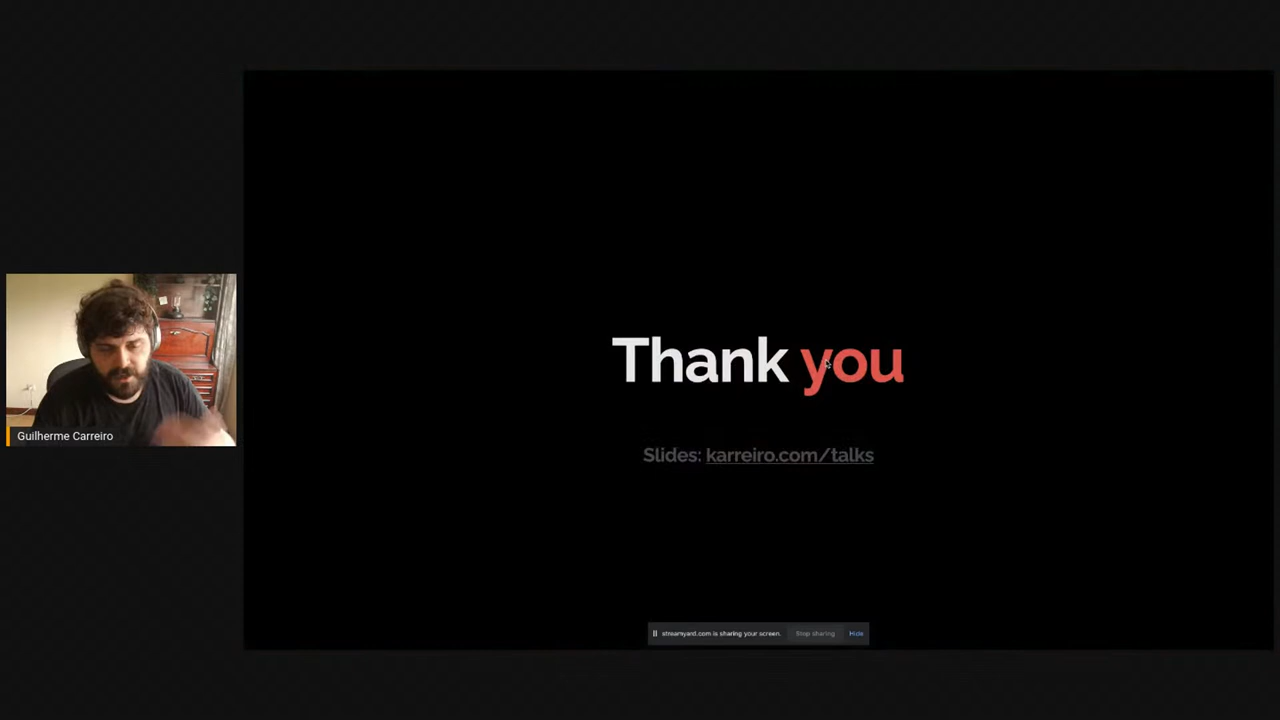 Thank you
Slides: karreiro.com/talks
Guilherme Carreiro
streamyard.com is sharing your screen.
Stop sharing
Hide